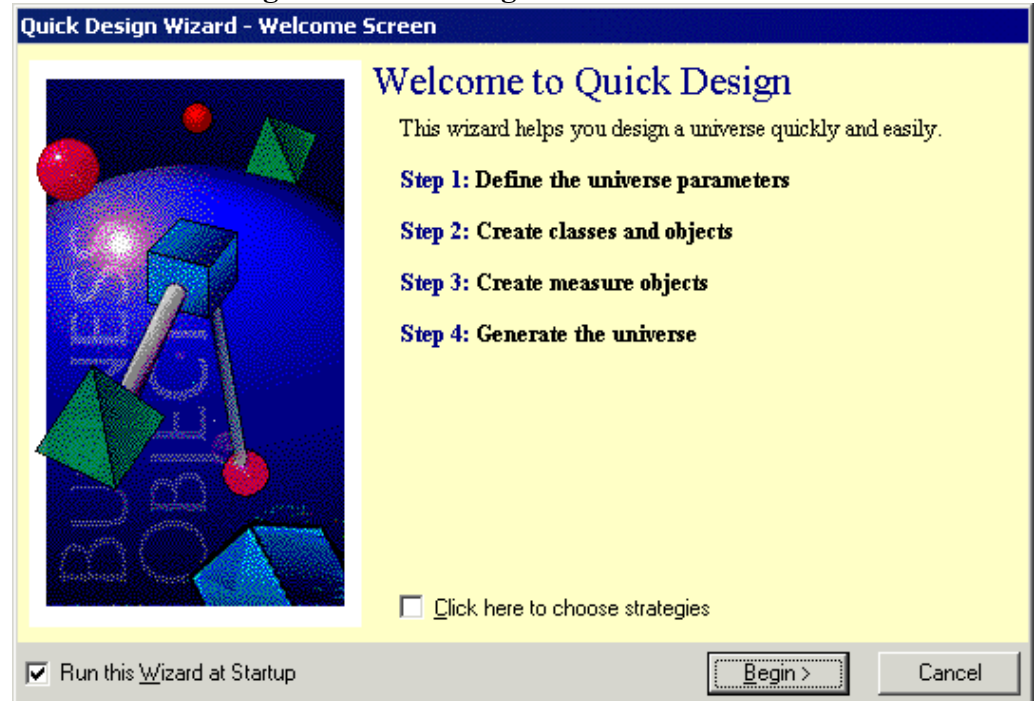 Quick Design Wizard - Welcome Screen
Welcome to Quick Design
This wizard helps you design a universe quickly and easily.
Step 1: Define the universe parameters
Step 2: Create classes and objects
Step 3: Create measure objects
Step 4: Generate the universe
BUSINESS
OBJECTS
Click here to choose strategies
Run this Wizard at Startup
Begin >
Cancel